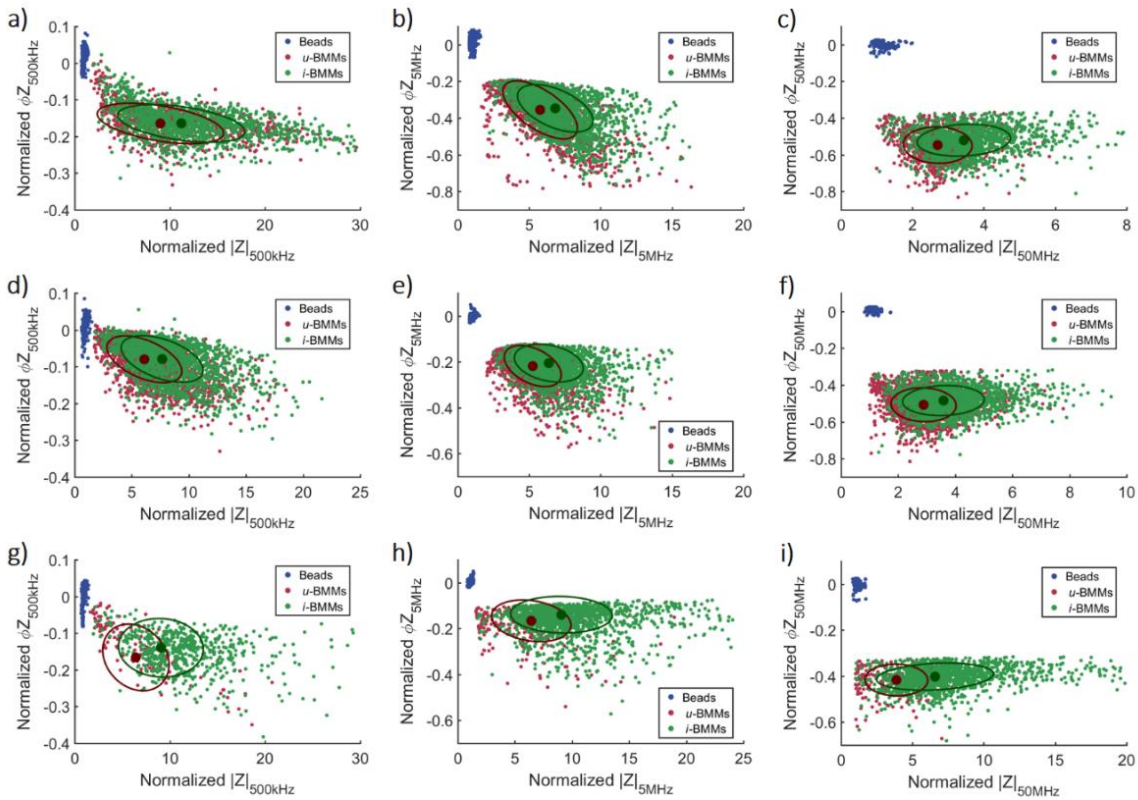 a)
0.1
0
-0.1
-0.2
-0.3
-0.4
0 10 20 30
Normalized ϕZ500kHz
Normalized |Z|500kHz
Beads
u-BMMs
i-BMMs
b)
0
-0.2
-0.4
-0.6
-0.8
0 5 10 15 20
Normalized ϕZ5MHz
Normalized |Z|5MHz
Beads
u-BMMs
i-BMMs
c)
0
-0.2
-0.4
-0.6
-0.8
0 2 4 6 8
Normalized ϕZ50MHz
Normalized |Z|50MHz
Beads
u-BMMs
i-BMMs
d)
0.1
0
-0.1
-0.2
-0.3
-0.4
0 5 10 15 20 25
Normalized ϕZ500kHz
Normalized |Z|500kHz
Beads
u-BMMs
i-BMMs
e)
0
-0.2
-0.4
-0.6
-0.8
0 5 10 15 20
Normalized ϕZ5MHz
Normalized |Z|5MHz
Beads
u-BMMs
i-BMMs
f)
0
-0.2
-0.4
-0.6
-0.8
0 2 4 6 8 10
Normalized ϕZ50MHz
Normalized |Z|50MHz
Beads
u-BMMs
i-BMMs
g)
0.1
0
-0.1
-0.2
-0.3
-0.4
0 10 20 30
Normalized ϕZ500kHz
Normalized |Z|500kHz
Beads
u-BMMs
i-BMMs
h)
0
-0.2
-0.4
-0.6
0 5 10 15 20 25
Normalized ϕZ5MHz
Normalized |Z|5MHz
Beads
u-BMMs
i-BMMs
i)
0
-0.2
-0.4
-0.6
0 5 10 15 20
Normalized ϕZ50MHz
Normalized |Z|50MHz
Beads
u-BMMs
i-BMMs